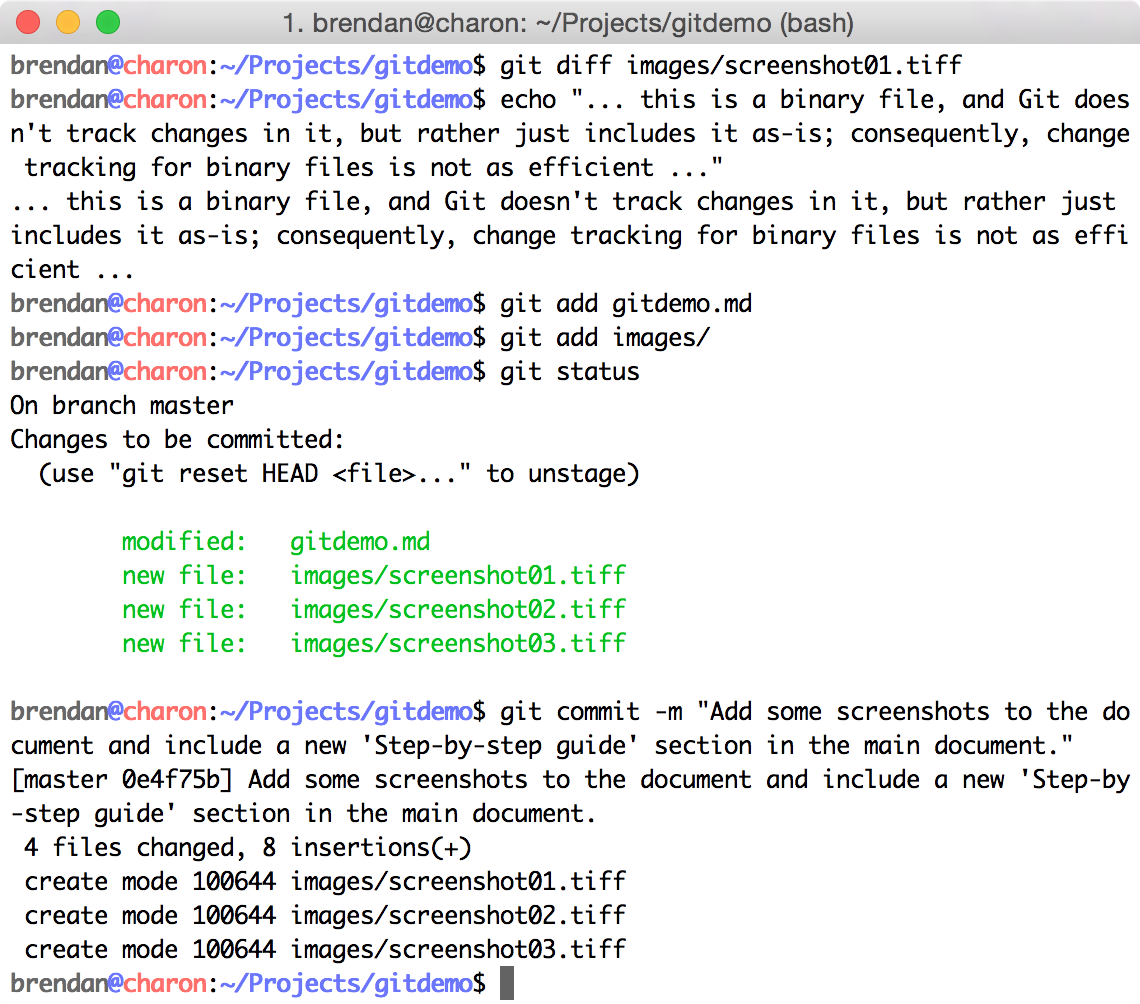 1. brendan@charon: ~/Projects/gitdemo (bash)
brendan@charon:~/Projects/gitdemo$ git diff images/screenshot01.tiff
brendan@charon:~/Projects/gitdemo$ echo "... this is a binary file, and Git does
n't track changes in it, but rather just includes it as-is; consequently, change
 tracking for binary files is not as efficient ..."
... this is a binary file, and Git doesn't track changes in it, but rather just
includes it as-is; consequently, change tracking for binary files is not as effi
cient ...
brendan@charon:~/Projects/gitdemo$ git add gitdemo.md
brendan@charon:~/Projects/gitdemo$ git add images/
brendan@charon:~/Projects/gitdemo$ git status
On branch master
Changes to be committed:
  (use "git reset HEAD <file>..." to unstage)
        modified:   gitdemo.md
        new file:   images/screenshot01.tiff
        new file:   images/screenshot02.tiff
        new file:   images/screenshot03.tiff
brendan@charon:~/Projects/gitdemo$ git commit -m "Add some screenshots to the do
cument and include a new 'Step-by-step guide' section in the main document."
[master 0e4f75b] Add some screenshots to the document and include a new 'Step-by
-step guide' section in the main document.
 4 files changed, 8 insertions(+)
 create mode 100644 images/screenshot01.tiff
 create mode 100644 images/screenshot02.tiff
 create mode 100644 images/screenshot03.tiff
brendan@charon:~/Projects/gitdemo$